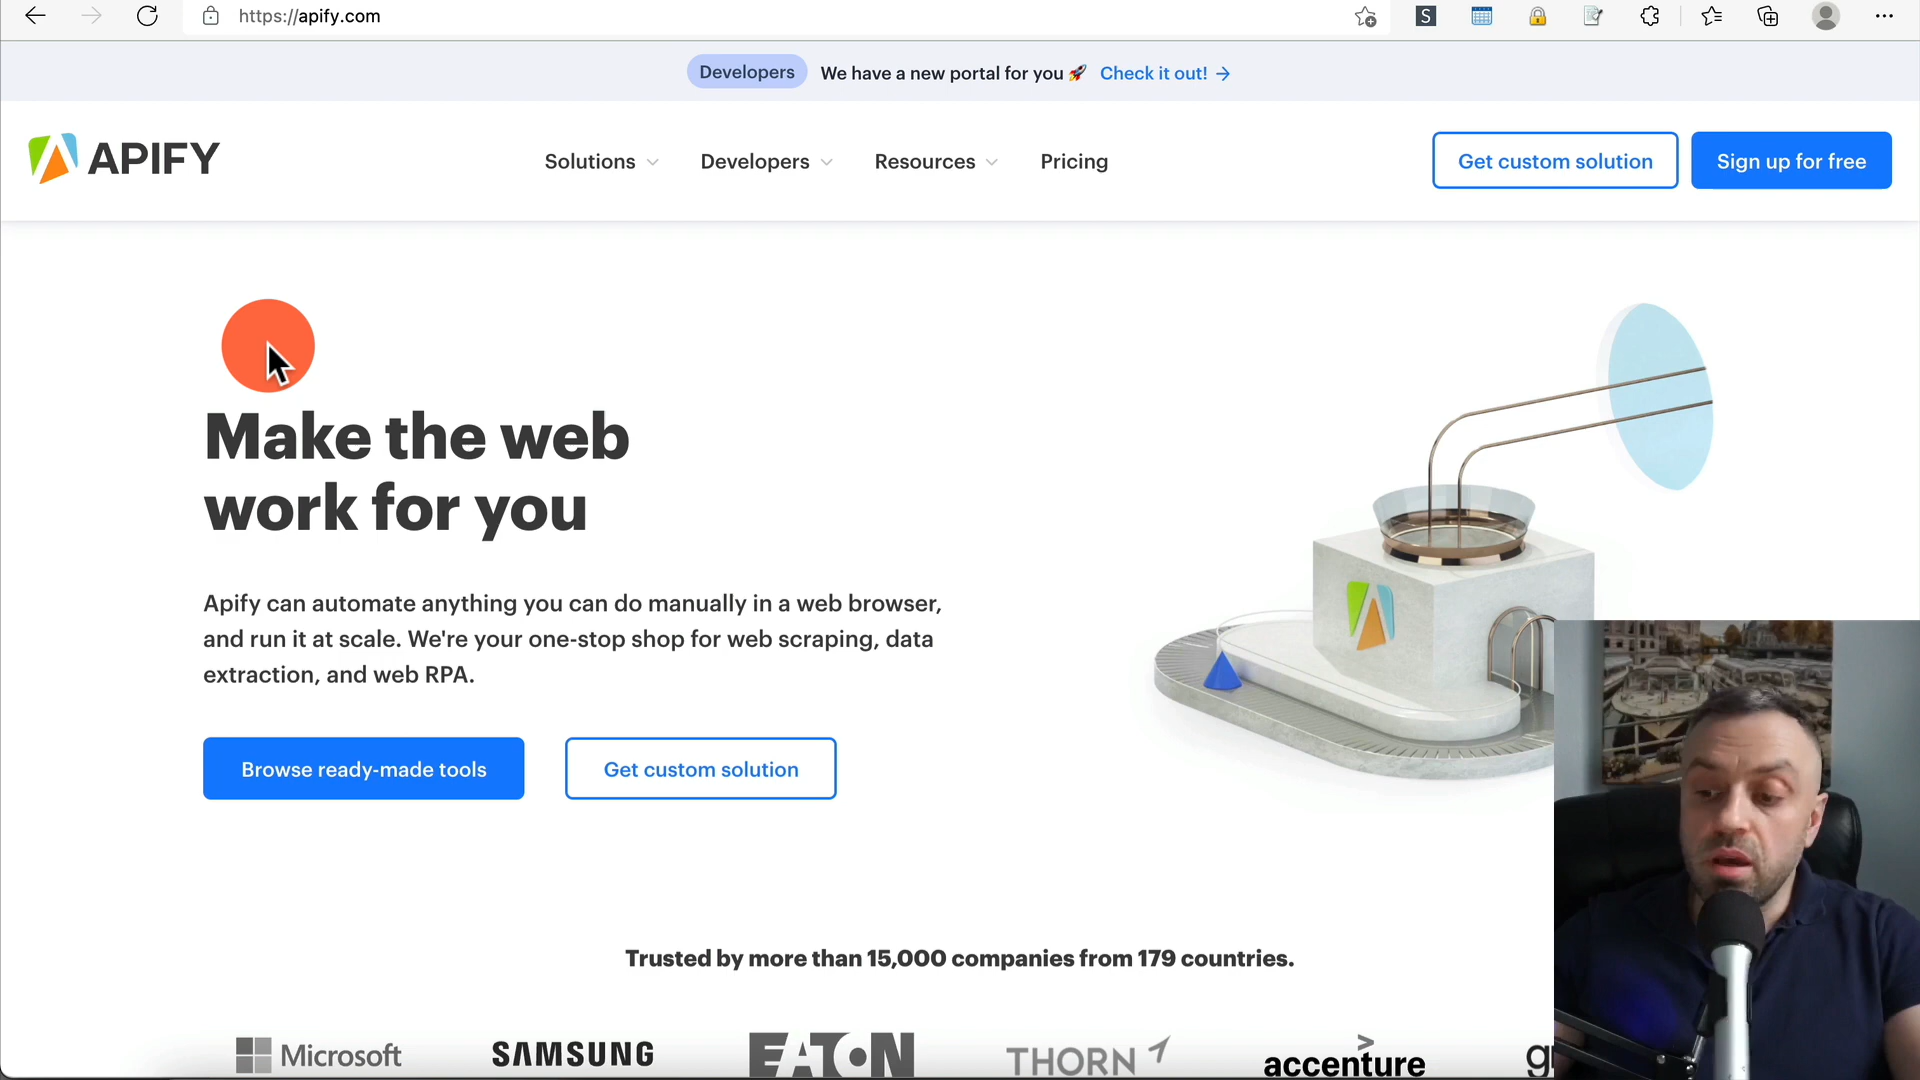 https://apify.com
S
Developers We have a new portal for you 🚀 Check it out! →
APIFY
Solutions Developers Resources Pricing
Get custom solution Sign up for free
Make the web
work for you
Apify can automate anything you can do manually in a web browser,
and run it at scale. We're your one-stop shop for web scraping, data
extraction, and web RPA.
Browse ready-made tools Get custom solution
Trusted by more than 15,000 companies from 179 countries.
Microsoft SAMSUNG EATON THORN accenture